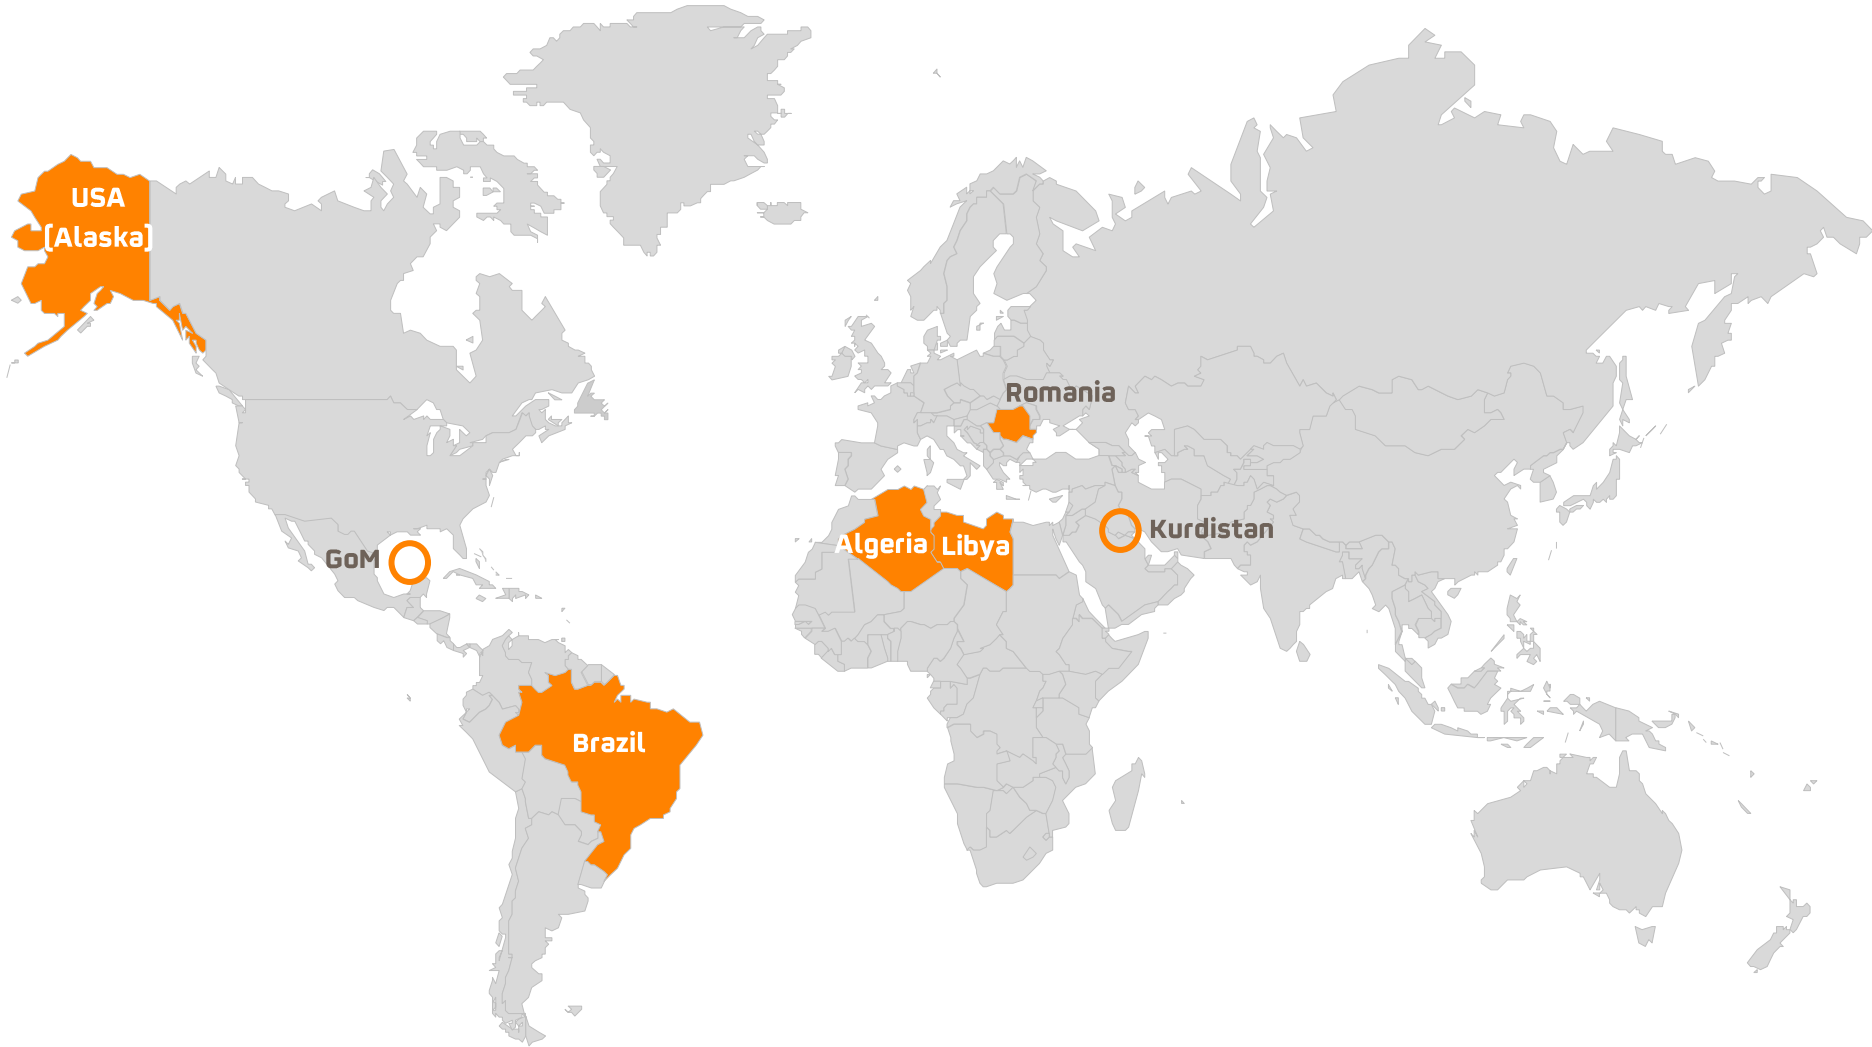 USA
[Alaska]
Romania
Kurdistan
Algeria
Libya
GoM
Brazil